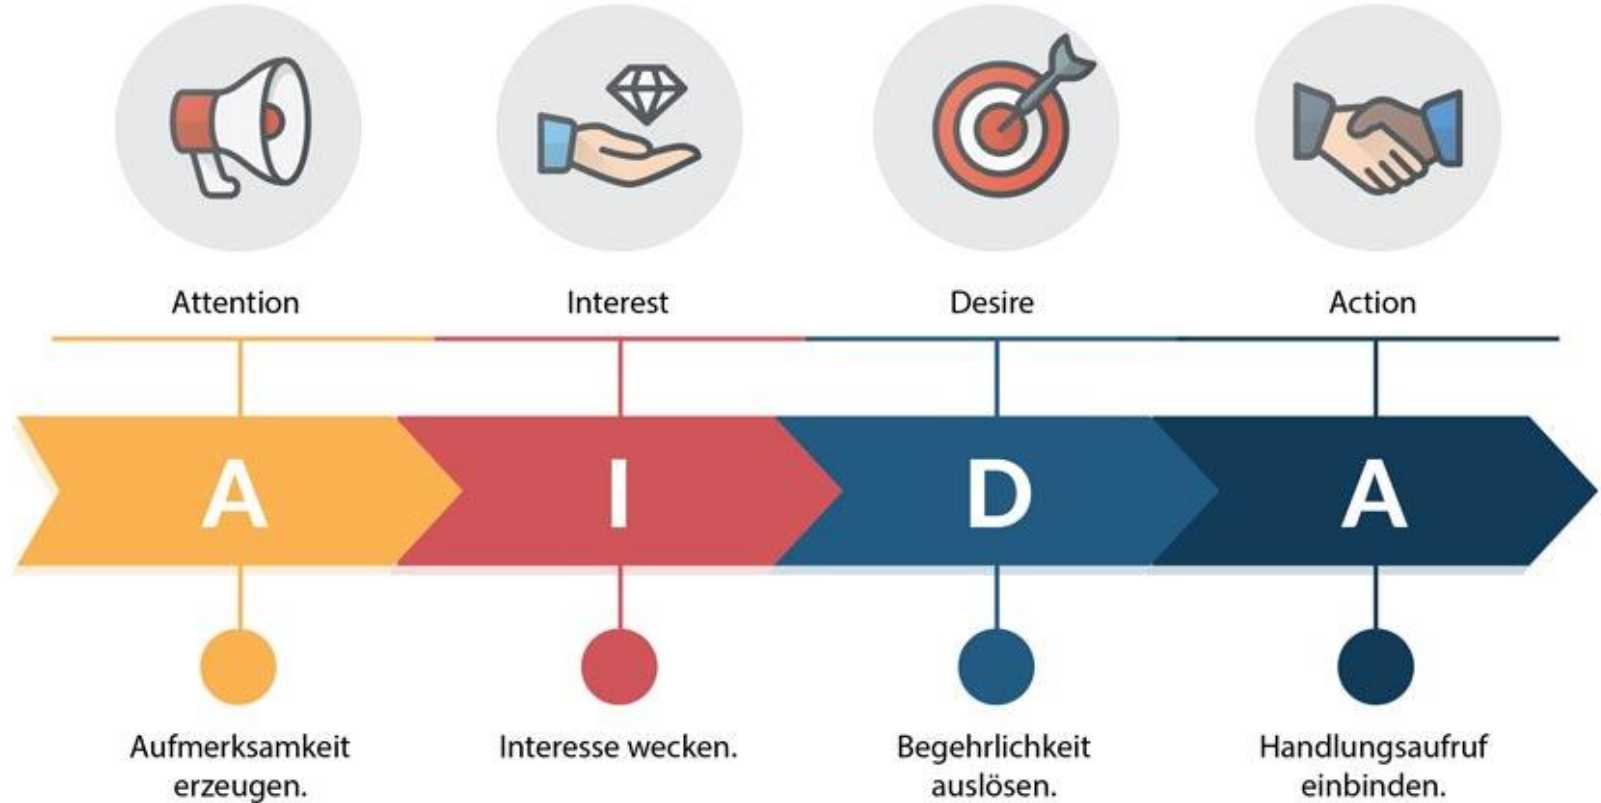 Attention
Interest
Desire
Action
A
I
D
A
Aufmerksamkeit
erzeugen.
Interesse wecken.
Begehrlichkeit
auslösen.
Handlungsaufruf
einbinden.